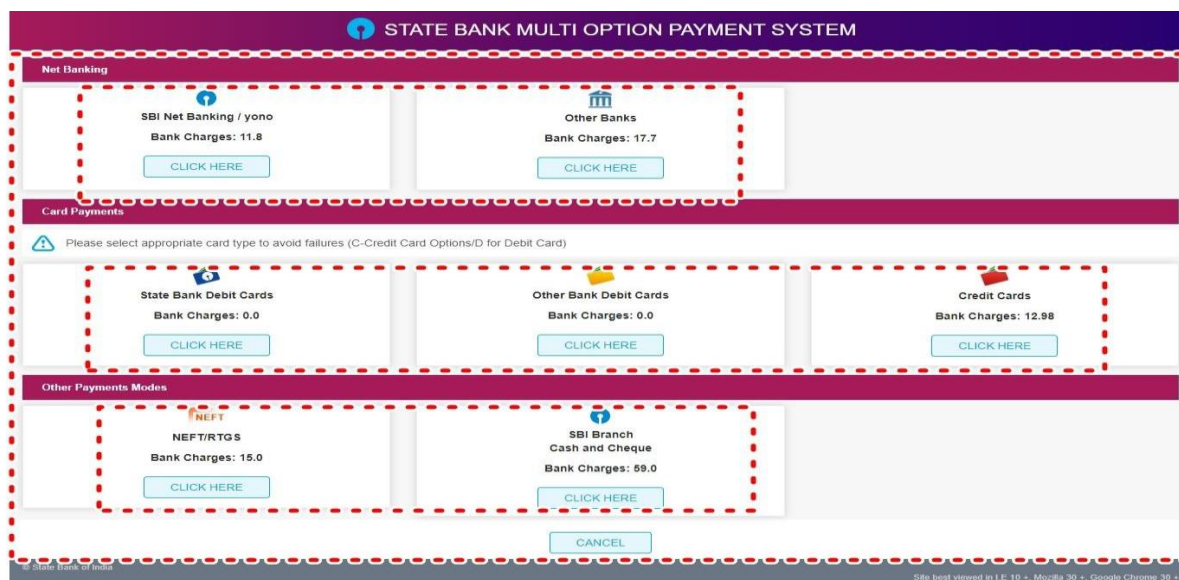 STATE BANK MULTI OPTION PAYMENT SYSTEM
Net Banking
SBI Net Banking / yono
Bank Charges: 11.8
CLICK HERE
Other Banks
Bank Charges: 17.7
CLICK HERE
Card Payments
Please select appropriate card type to avoid failures (C-Credit Card Options/D for Debit Card)
State Bank Debit Cards
Bank Charges: 0.0
CLICK HERE
Other Bank Debit Cards
Bank Charges: 0.0
CLICK HERE
Credit Cards
Bank Charges: 12.98
CLICK HERE
Other Payments Modes
NEFT
NEFT/RTGS
Bank Charges: 15.0
CLICK HERE
SBI Branch
Cash and Cheque
Bank Charges: 59.0
CLICK HERE
CANCEL
© State Bank of India
Site best viewed in I.E 10 +, Mozilla 30 +, Google Chrome 30 +